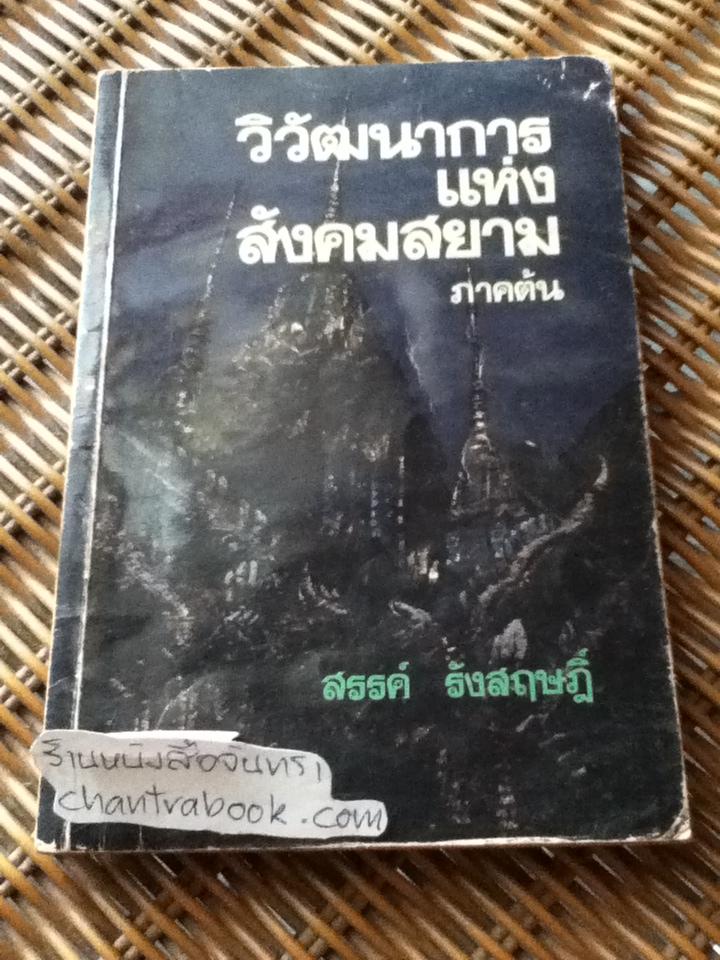 วิวัฒนาการ
แห่ง
สังคมสยาม
ภาคต้น
สรรค์ รังสฤษฎิ์
ร้านหนังสือจันทรา
chantrabook.com